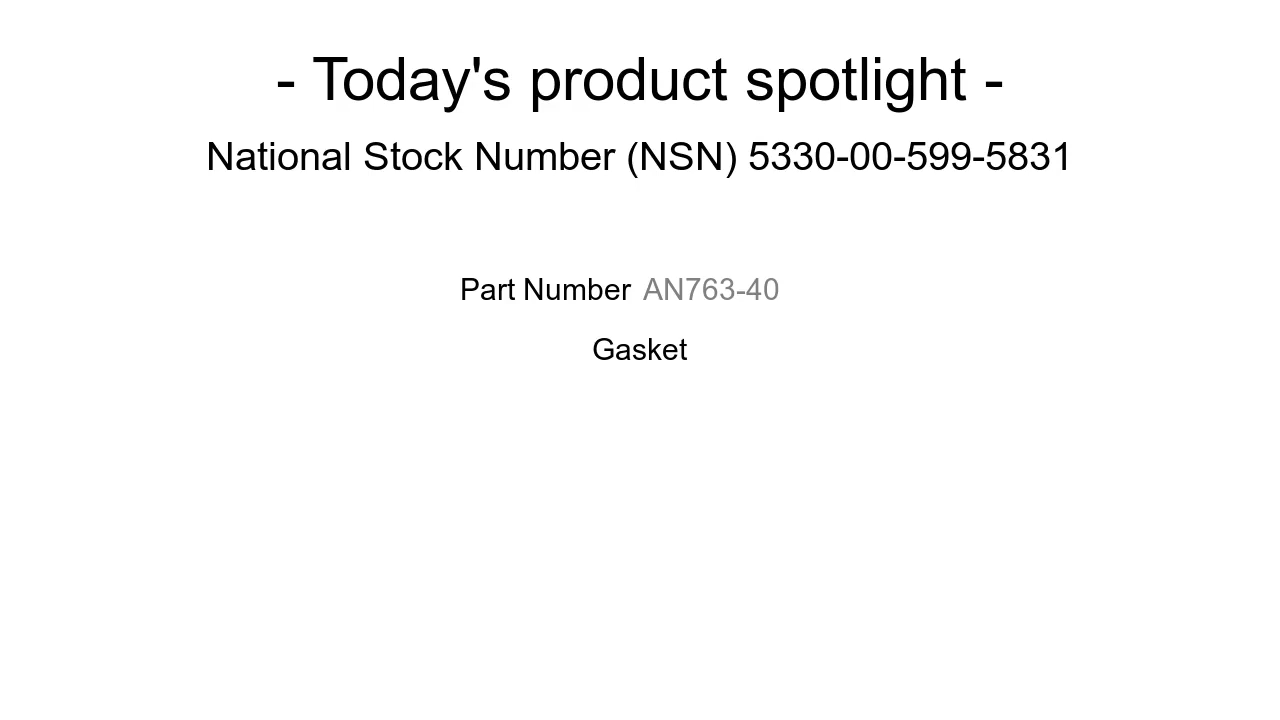 - Today's product spotlight -
National Stock Number (NSN) 5330-00-599-5831
Part Number AN763-40
Gasket